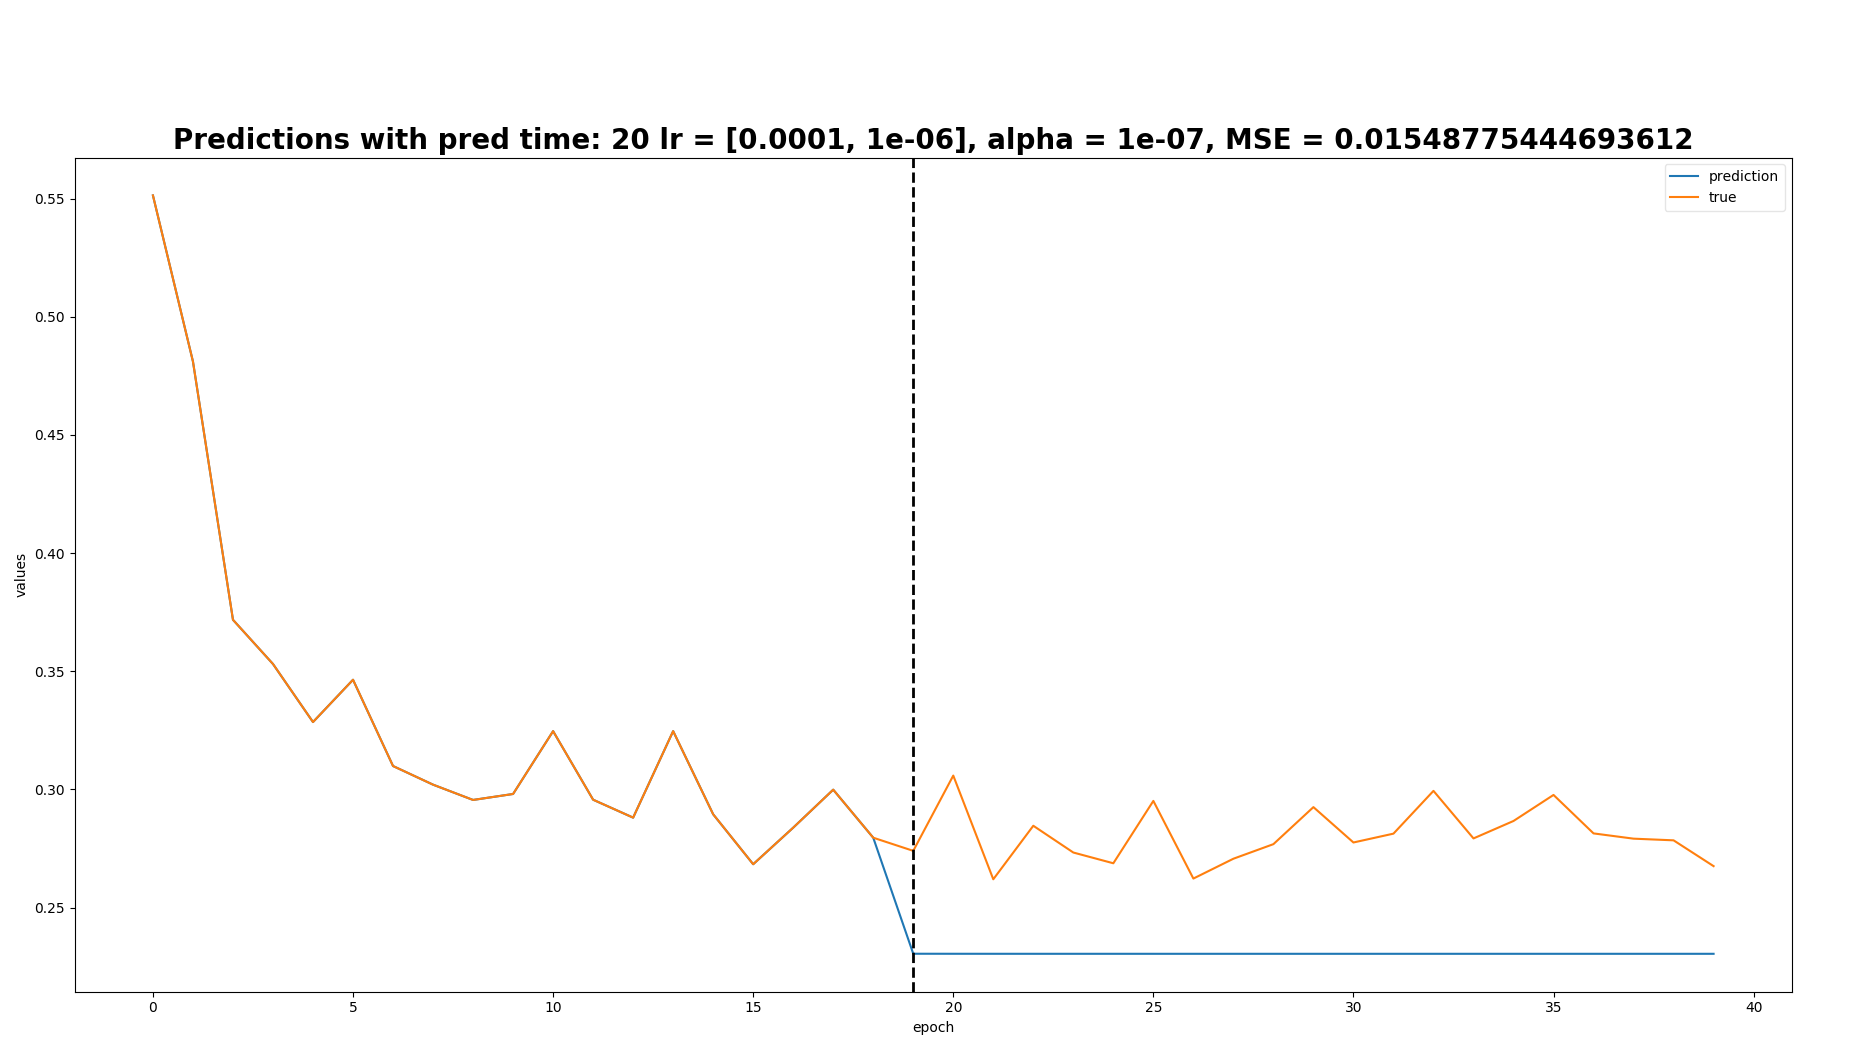 Predictions with pred time: 20 lr = [0.0001, 1e-06], alpha = 1e-07, MSE = 0.01548775444693612
prediction
true
values
0.55
0.50
0.45
0.40
0.35
0.30
0.25
0 5 10 15 20 25 30 35 40
epoch